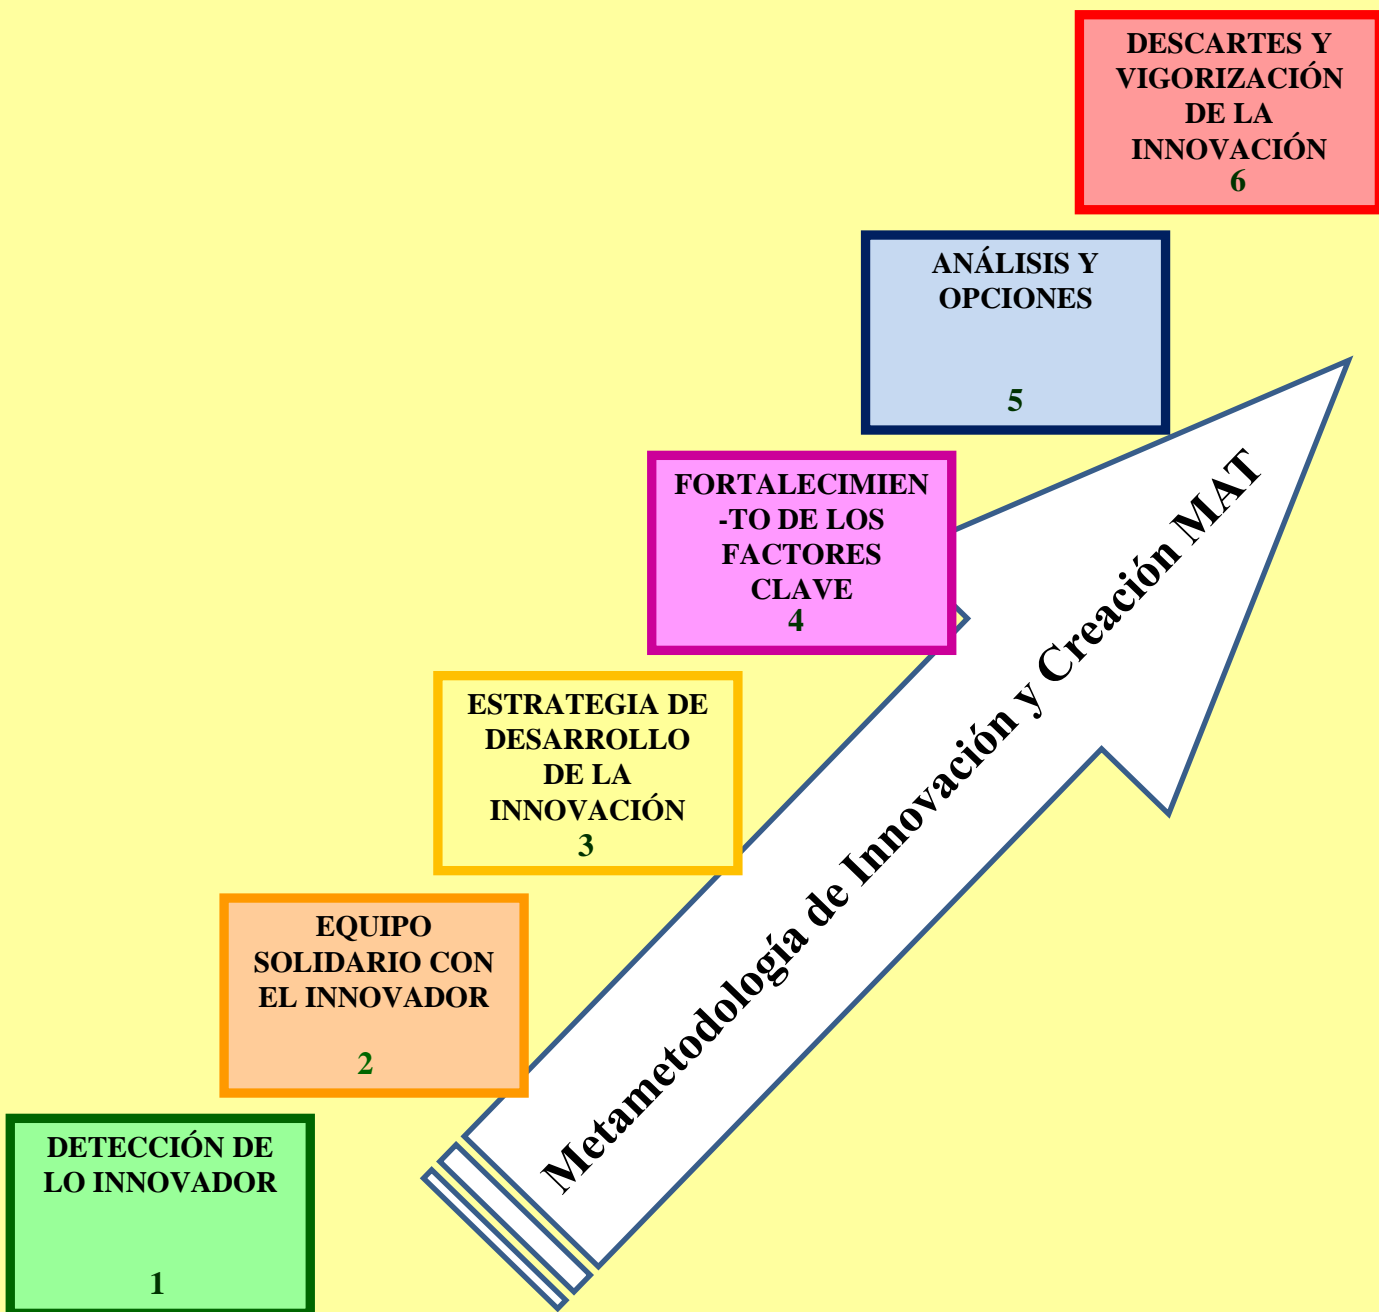 DESCARTES Y
VIGORIZACIÓN
DE LA
INNOVACIÓN
6
ANÁLISIS Y
OPCIONES
5
FORTALECIMIEN
-TO DE LOS
FACTORES
CLAVE
4
ESTRATEGIA DE
DESARROLLO
DE LA
INNOVACIÓN
3
EQUIPO
SOLIDARIO CON
EL INNOVADOR
2
DETECCIÓN DE
LO INNOVADOR
1
Metametodología de Innovación y Creación MAT